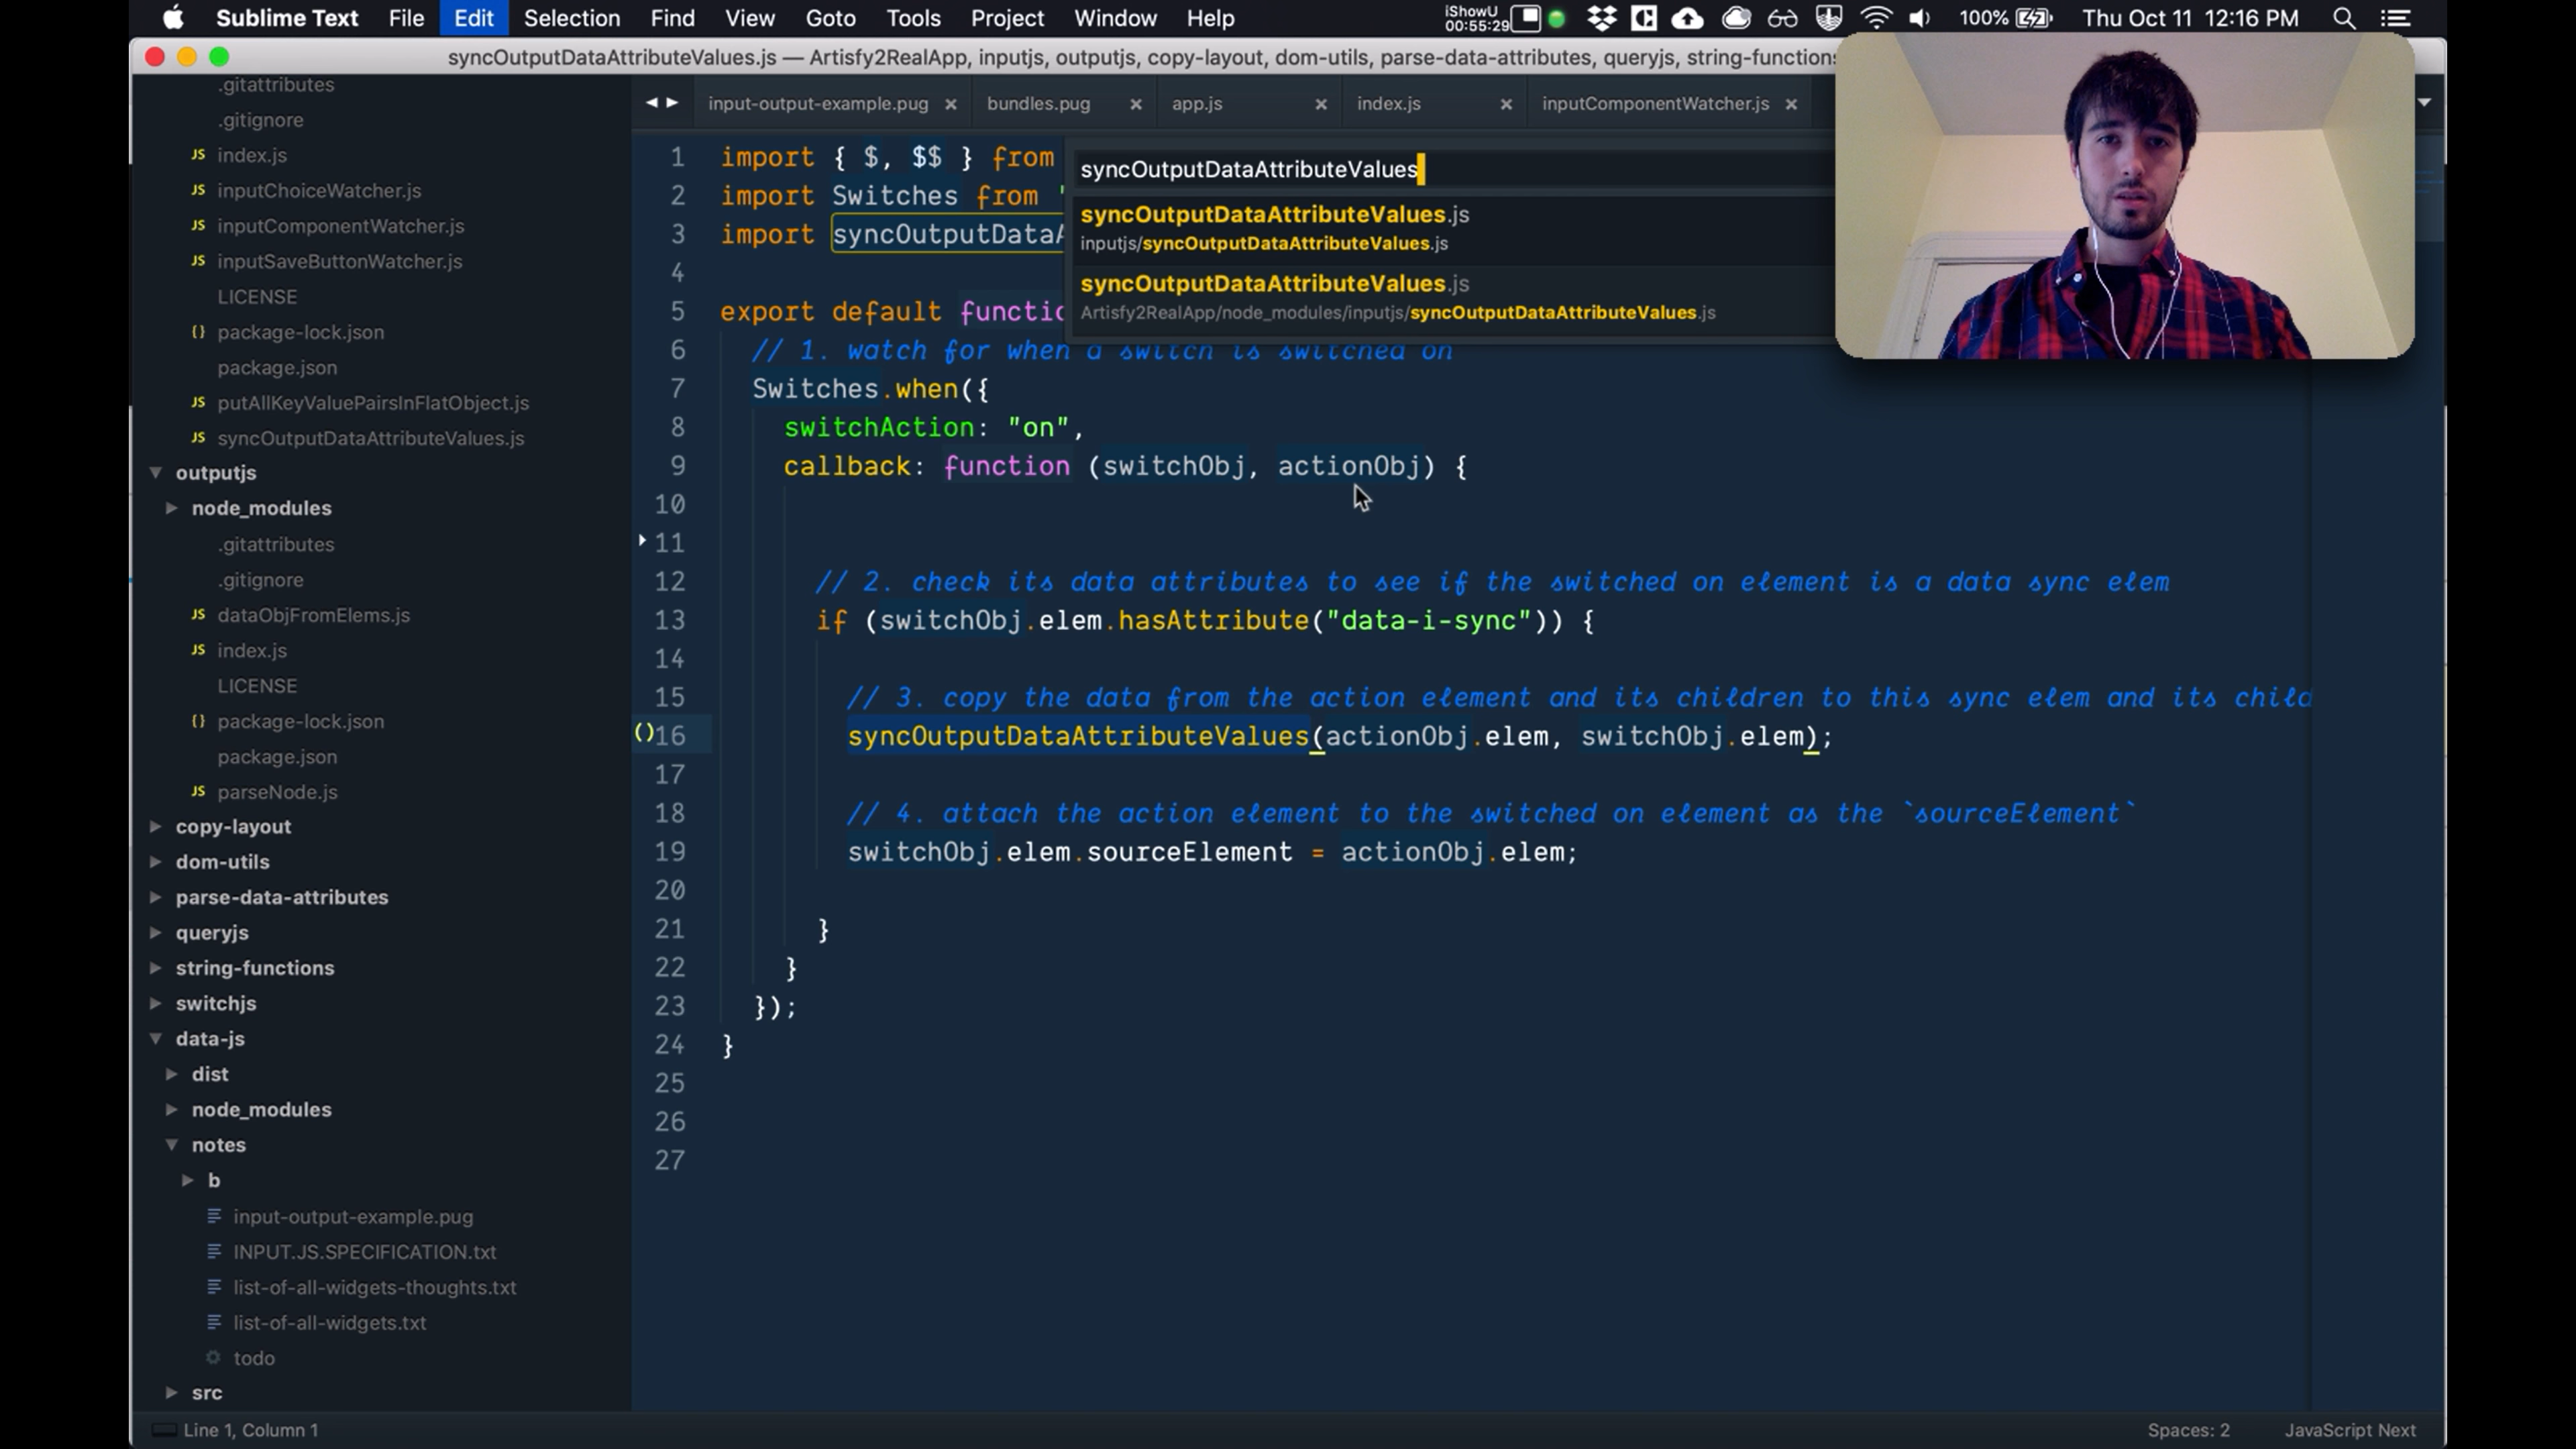 Sublime Text File Edit Selection Find View Goto Tools Project Window Help iShowU 00:55:29 100% Thu Oct 11 12:16 PM
syncOutputDataAttributeValues.js — Artisfy2RealApp, inputjs, outputjs, copy-layout, dom-utils, parse-data-attributes, queryjs, string-functions
.gitattributes
.gitignore
JS index.js
JS inputChoiceWatcher.js
JS inputComponentWatcher.js
JS inputSaveButtonWatcher.js
LICENSE
{} package-lock.json
package.json
JS putAllKeyValuePairsInFlatObject.js
JS syncOutputDataAttributeValues.js
outputjs
node_modules
.gitattributes
.gitignore
JS dataObjFromElems.js
JS index.js
LICENSE
{} package-lock.json
package.json
JS parseNode.js
copy-layout
dom-utils
parse-data-attributes
queryjs
string-functions
switchjs
data-js
dist
node_modules
notes
b
input-output-example.pug
INPUT.JS.SPECIFICATION.txt
list-of-all-widgets-thoughts.txt
list-of-all-widgets.txt
todo
src
input-output-example.pug × bundles.pug × app.js × index.js × inputComponentWatcher.js ×
syncOutputDataAttributeValues
syncOutputDataAttributeValues.js
inputjs/syncOutputDataAttributeValues.js
syncOutputDataAttributeValues.js
Artisfy2RealApp/node_modules/inputjs/syncOutputDataAttributeValues.js
1 import { $, $$ } from
2 import Switches from "
3 import syncOutputDataA
4
5 export default functio
6 // 1. watch for when a switch is switched on
7 Switches.when({
8 switchAction: "on",
9 callback: function (switchObj, actionObj) {
10
11
12 // 2. check its data attributes to see if the switched on element is a data sync elem
13 if (switchObj.elem.hasAttribute("data-i-sync")) {
14
15 // 3. copy the data from the action element and its children to this sync elem and its child
()16 syncOutputDataAttributeValues(actionObj.elem, switchObj.elem);
17
18 // 4. attach the action element to the switched on element as the `sourceElement`
19 switchObj.elem.sourceElement = actionObj.elem;
20
21 }
22 }
23 });
24 }
25
26
27
Line 1, Column 1 Spaces: 2 JavaScript Next